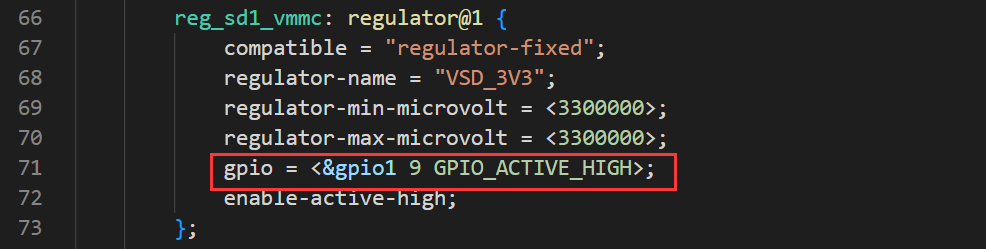 66 reg_sd1_vmmc: regulator@1 {
67 compatible = "regulator-fixed";
68 regulator-name = "VSD_3V3";
69 regulator-min-microvolt = <3300000>;
70 regulator-max-microvolt = <3300000>;
71 gpio = <&gpio1 9 GPIO_ACTIVE_HIGH>;
72 enable-active-high;
73 };